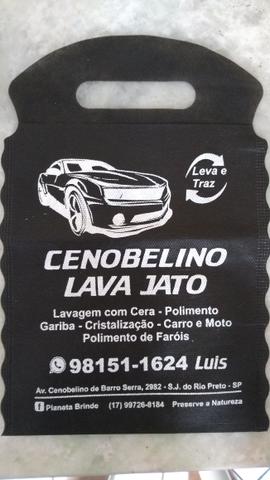 Leva e
Traz
CENOBELINO
LAVA JATO
Lavagem com Cera - Polimento
Gariba - Cristalização - Carro e Moto
Polimento de Faróis
98151-1624 Luis
Av. Cenobelino de Barro Serra, 2982 - S.J. do Rio Preto - SP
f Planeta Brinde (17) 99726-8184 Preserve a Natureza